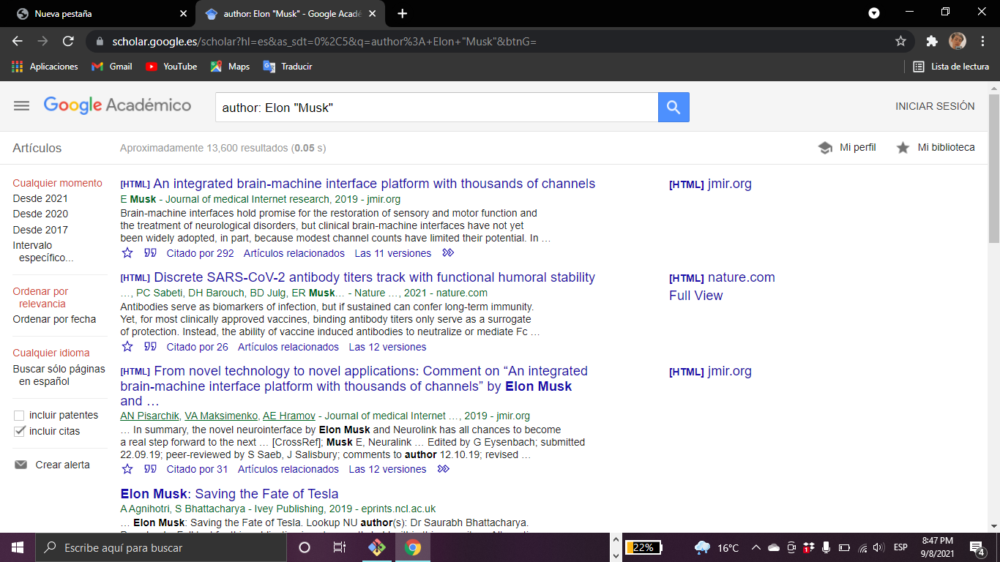 Nueva pestaña
author: Elon "Musk" - Google Acadé
scholar.google.es/scholar?hl=es&as_sdt=0%2C5&q=author%3A+Elon+"Musk"&btnG=
Aplicaciones Gmail YouTube Maps Traducir Lista de lectura
Google Académico
author: Elon "Musk"
INICIAR SESIÓN
Artículos
Aproximadamente 13,600 resultados (0.05 s)
Mi perfil
Mi biblioteca
Cualquier momento
Desde 2021
Desde 2020
Desde 2017
Intervalo
específico...
Ordenar por
relevancia
Ordenar por fecha
Cualquier idioma
Buscar sólo páginas
en español
incluir patentes
incluir citas
Crear alerta
[HTML] An integrated brain-machine interface platform with thousands of channels
E Musk - Journal of medical Internet research, 2019 - jmir.org
Brain-machine interfaces hold promise for the restoration of sensory and motor function and
the treatment of neurological disorders, but clinical brain-machine interfaces have not yet
been widely adopted, in part, because modest channel counts have limited their potential. In …
Citado por 292 Artículos relacionados Las 11 versiones
[HTML] jmir.org
[HTML] Discrete SARS-CoV-2 antibody titers track with functional humoral stability
…, PC Sabeti, DH Barouch, BD Julg, ER Musk… - Nature …, 2021 - nature.com
Antibodies serve as biomarkers of infection, but if sustained can confer long-term immunity.
Yet, for most clinically approved vaccines, binding antibody titers only serve as a surrogate
of protection. Instead, the ability of vaccine induced antibodies to neutralize or mediate Fc …
Citado por 26 Artículos relacionados Las 12 versiones
[HTML] nature.com
Full View
[HTML] From novel technology to novel applications: Comment on “An integrated
brain-machine interface platform with thousands of channels” by Elon Musk
and …
AN Pisarchik, VA Maksimenko, AE Hramov - Journal of medical Internet …, 2019 - jmir.org
… In summary, the novel neurointerface by Elon Musk and Neurolink has all chances to become
a real step forward to the next … [CrossRef]; Musk E, Neuralink … Edited by G Eysenbach; submitted
22.09.19; peer-reviewed by S Saeb, J Salisbury; comments to author 12.10.19; revised …
Citado por 31 Artículos relacionados Las 12 versiones
[HTML] jmir.org
Elon Musk: Saving the Fate of Tesla
A Agnihotri, S Bhattacharya - Ivey Publishing, 2019 - eprints.ncl.ac.uk
… Elon Musk: Saving the Fate of Tesla. Lookup NU author(s): Dr Saurabh Bhattacharya.
Escribe aquí para buscar
22%
16°C
ESP
8:47 PM
9/8/2021
4